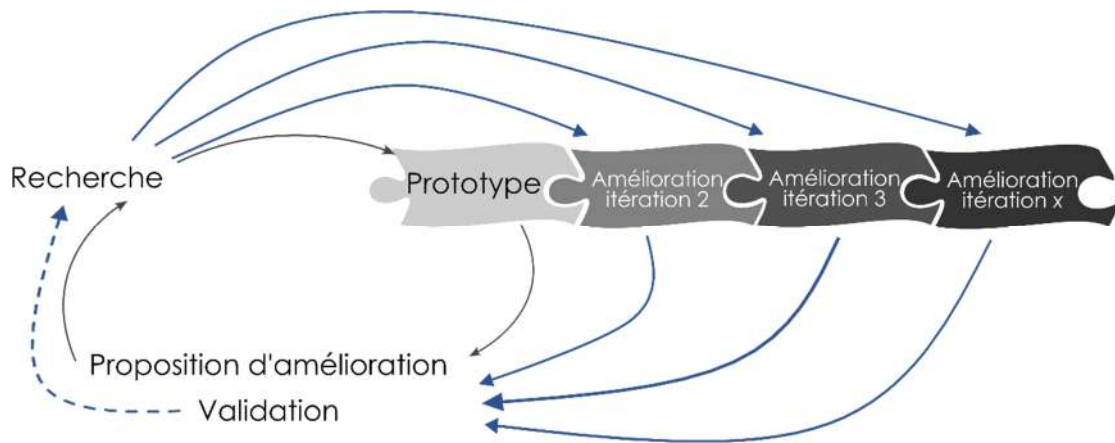 Recherche
Prototype
Amélioration
itération 2
Amélioration
itération 3
Amélioration
itération x
Proposition d'amélioration
Validation